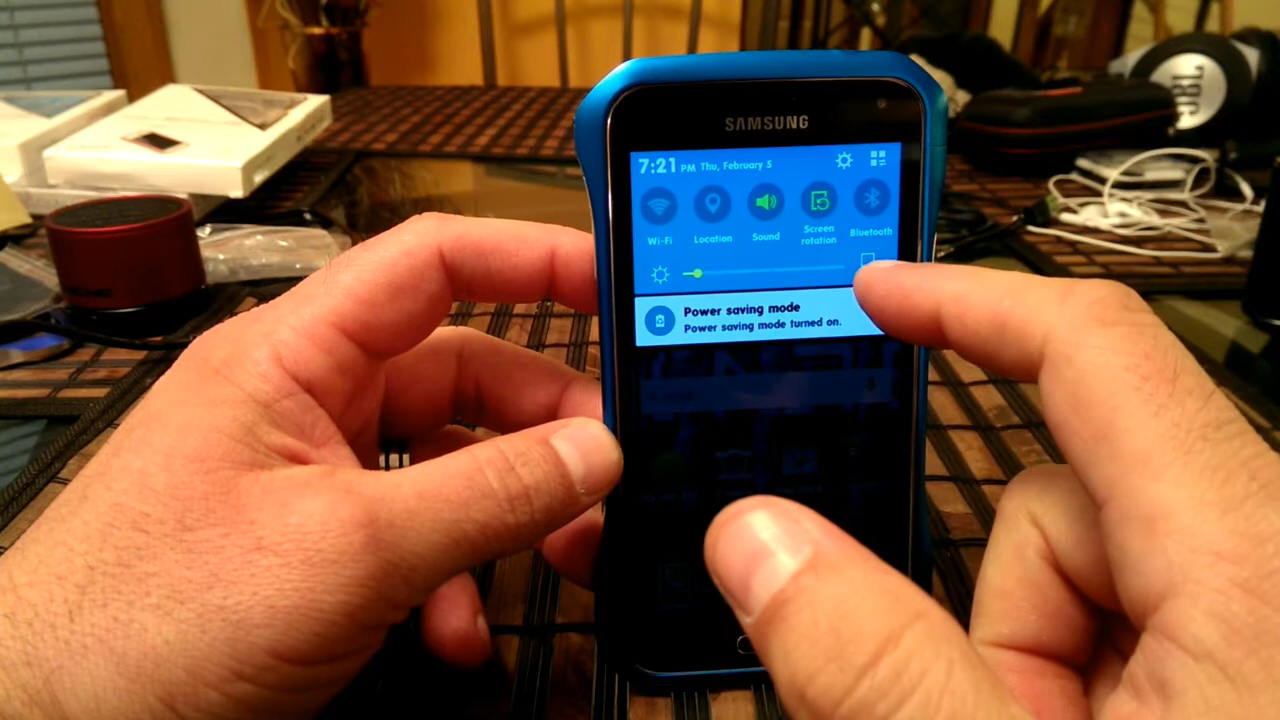 SAMSUNG
7:21 PM Thu, February 5
Wi-Fi Location Sound Screen rotation Bluetooth
Power saving mode
Power saving mode turned on.
JBL